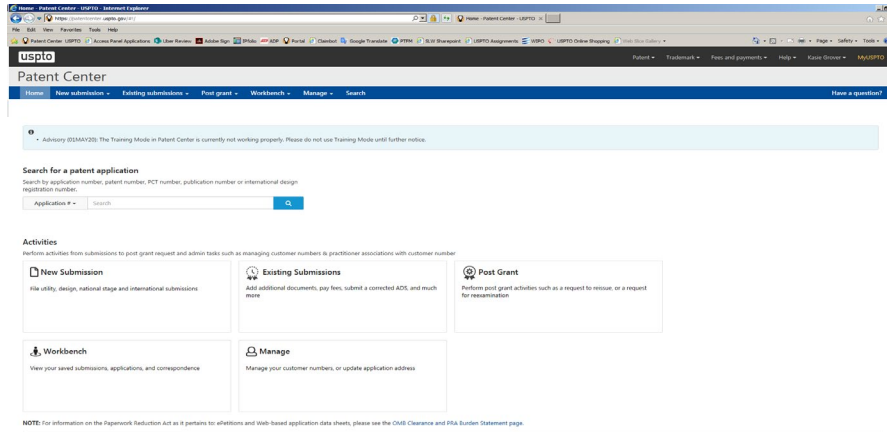 Home - Patent Center - USPTO - Internet Explorer
https://patentcenter.uspto.gov/#!/
Home - Patent Center - USPTO
File Edit View Favorites Tools Help
Patent Center USPTO Access Panel Applications Uber Review Adobe Sign ADP Portal Claimbot Google Translate PTFM SLW Sharepoint USPTO Assignments WIPO USPTO Online Shopping Web Slice Gallery Page Safety Tools
uspto Patent Trademark Fees and payments Help Kasie Grover MyUSPTO
Patent Center
Home New submission Existing submissions Post grant Workbench Manage Search Have a question?
• Advisory (01MAY20): The Training Mode in Patent Center is currently not working properly. Please do not use Training Mode until further notice.
Search for a patent application
Search by application number, patent number, PCT number, publication number or international design
registration number.
Application # Search
Activities
Perform activities from submissions to post grant request and admin tasks such as managing customer numbers & practitioner associations with customer number
New Submission
File utility, design, national stage and international submissions
Existing Submissions
Add additional documents, pay fees, submit a corrected ADS, and much
more
Post Grant
Perform post grant activities such as a request to reissue, or a request
for reexamination
Workbench
View your saved submissions, applications, and correspondence
Manage
Manage your customer numbers, or update application address
NOTE: For information on the Paperwork Reduction Act as it pertains to: ePetitions and Web-based application data sheets, please see the OMB Clearance and PRA Burden Statement page.